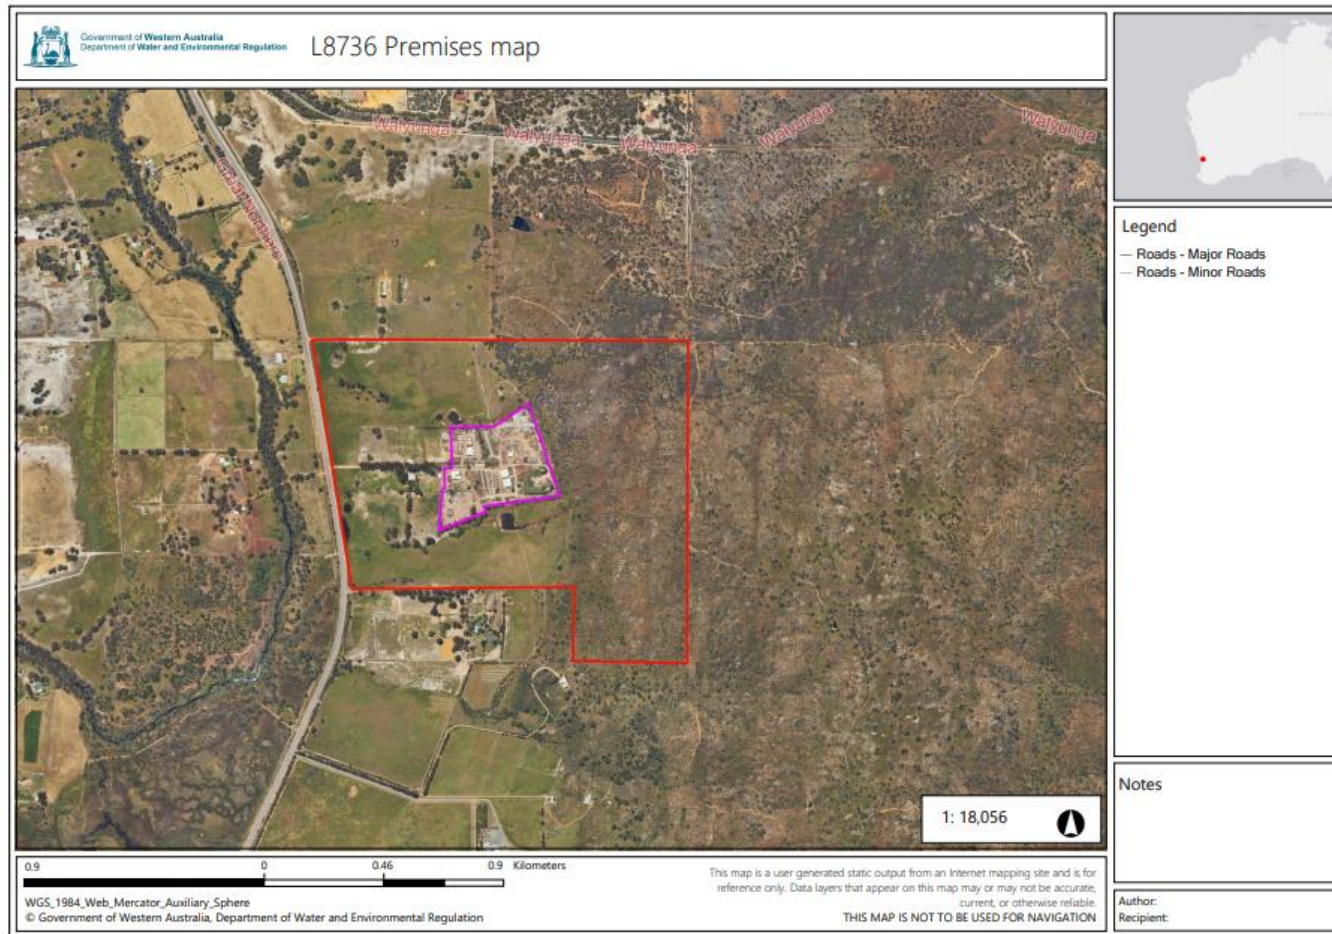 Government of Western Australia
Department of Water and Environmental Regulation
L8736 Premises map
Walyunga
Walyunga
Walyunga
Walyunga
Walyunga
Great Northern
Legend
Roads - Major Roads
Roads - Minor Roads
1: 18,056
Notes
0.9 0 0.46 0.9 Kilometers
WGS_1984_Web_Mercator_Auxiliary_Sphere
© Government of Western Australia, Department of Water and Environmental Regulation
This map is a user generated static output from an Internet mapping site and is for
reference only. Data layers that appear on this map may or may not be accurate,
current, or otherwise reliable.
THIS MAP IS NOT TO BE USED FOR NAVIGATION
Author:
Recipient: